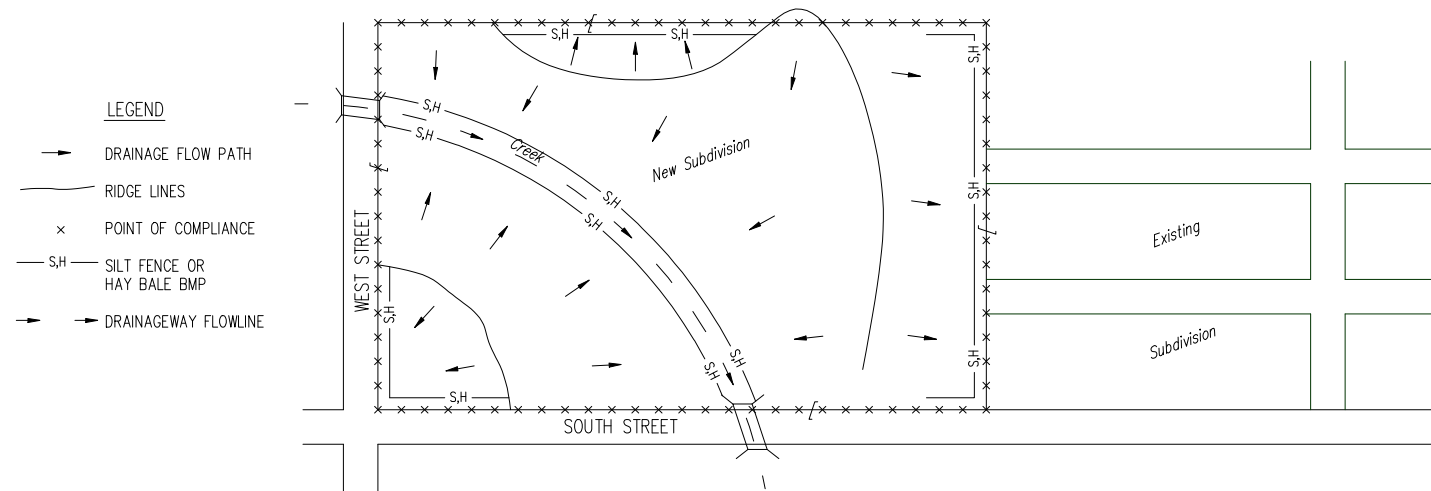 LEGEND
DRAINAGE FLOW PATH
RIDGE LINES
POINT OF COMPLIANCE
S,H
SILT FENCE OR
HAY BALE BMP
DRAINAGEWAY FLOWLINE
S,H
S,H
S,H
S,H
S,H
Creek
New Subdivision
S,H
S,H
S,H
WEST STREET
S,H
S,H
S,H
S,H
S,H
SOUTH STREET
Existing
Subdivision